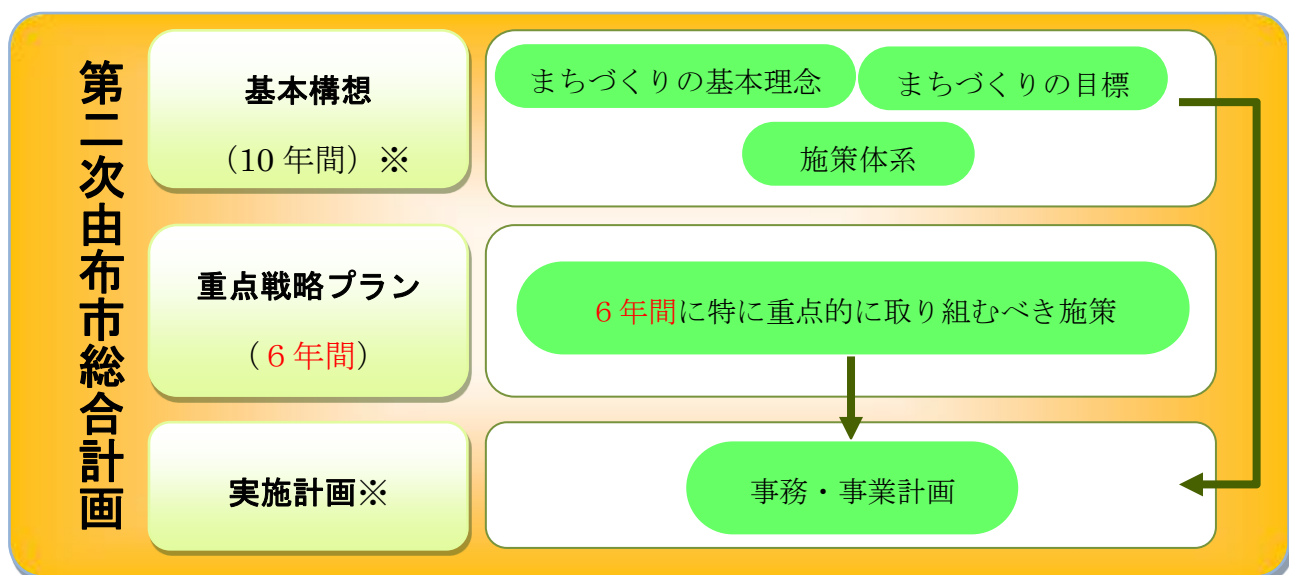 第二次由布市総合計画
基本構想
（10 年間）※
まちづくりの基本理念
まちづくりの目標
施策体系
重点戦略プラン
（６年間）
６年間に特に重点的に取り組むべき施策
実施計画※
事務・事業計画